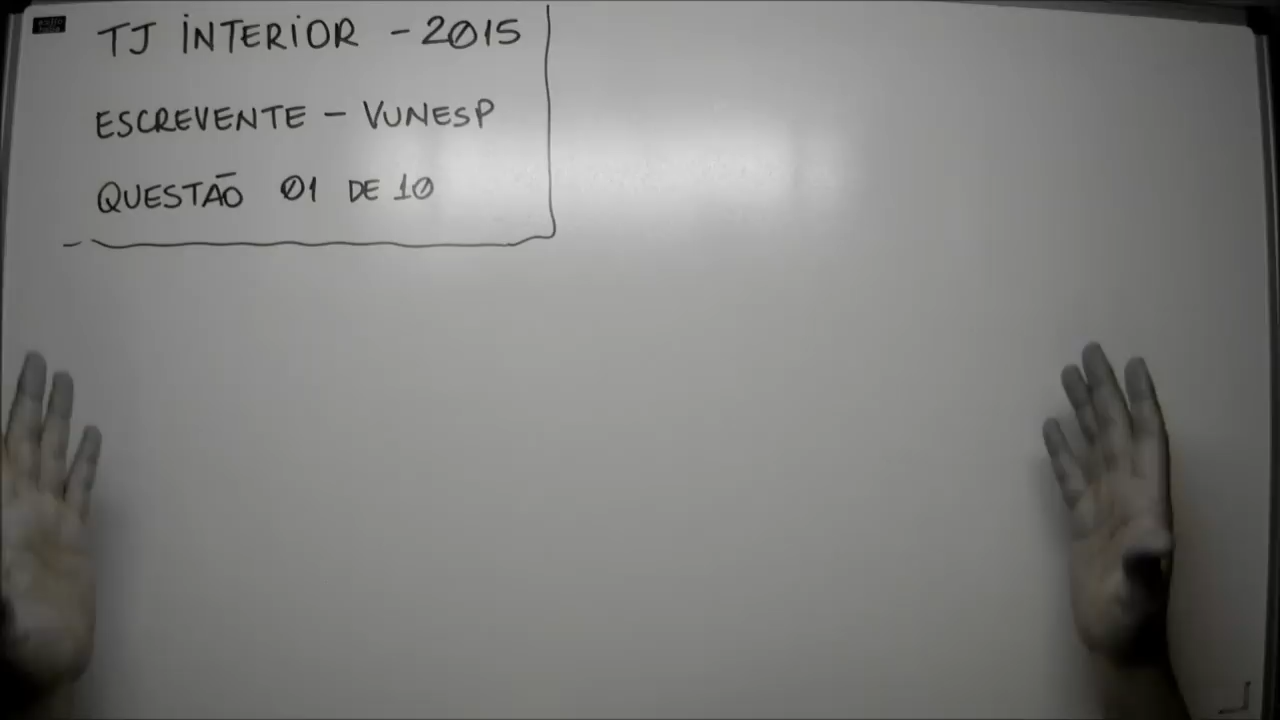 TJ INTERIOR - 2015
ESCREVENTE - VUNESP
QUESTÃO 01 DE 10